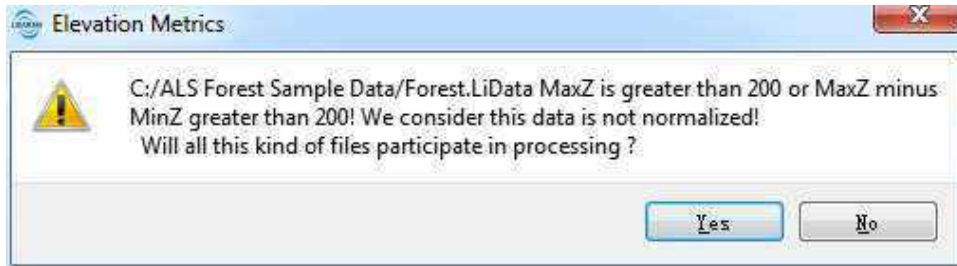 Elevation Metrics
C:/ALS Forest Sample Data/Forest.LiData MaxZ is greater than 200 or MaxZ minus
MinZ greater than 200! We consider this data is not normalized!
Will all this kind of files participate in processing ?
Yes No